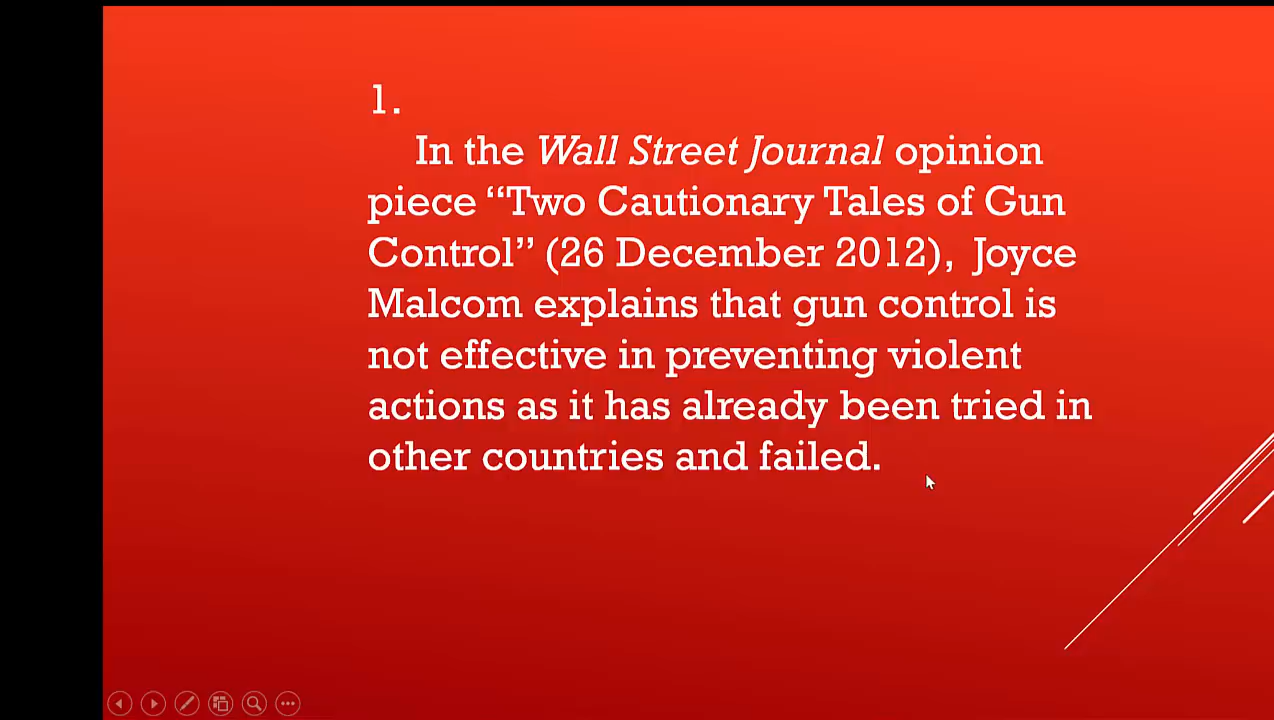 1.
In the Wall Street Journal opinion
piece “Two Cautionary Tales of Gun
Control” (26 December 2012), Joyce
Malcom explains that gun control is
not effective in preventing violent
actions as it has already been tried in
other countries and failed.